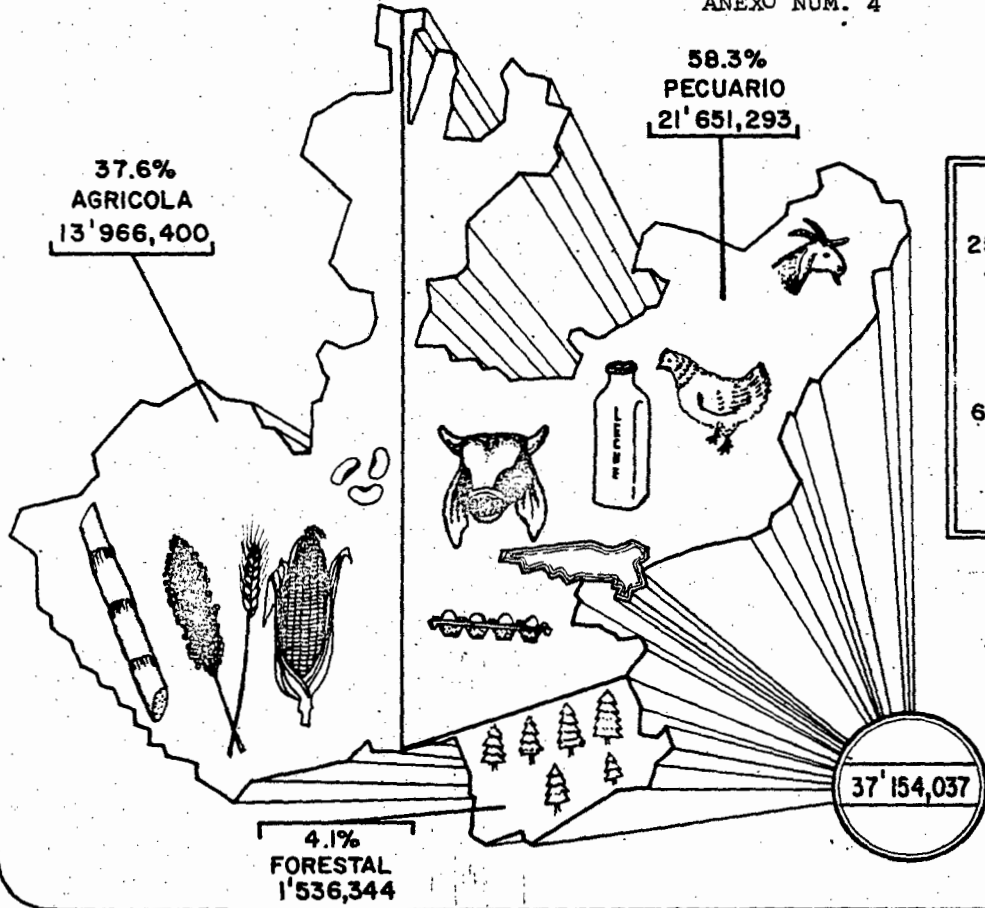 ANEXO NUM. 4
58.3%
PECUARIO
21'651,293
37.6%
AGRICOLA
13'966,400
LECHE
37'154,037
4.1%
FORESTAL
1'536,344